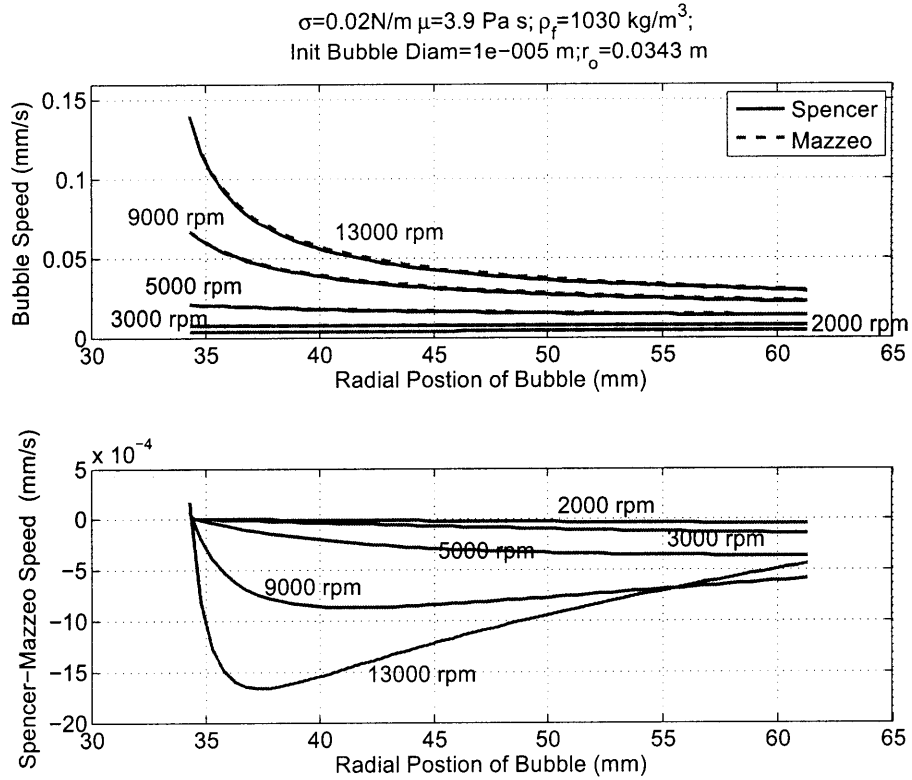 σ=0.02N/m μ=3.9 Pa s; ρf=1030 kg/m³;
Init Bubble Diam=1e−005 m;ro=0.0343 m
0.15
0.1
0.05
0
Bubble Speed (mm/s)
Spencer
Mazzeo
9000 rpm
13000 rpm
5000 rpm
3000 rpm
2000 rpm
30 35 40 45 50 55 60 65
Radial Postion of Bubble (mm)
x 10⁻⁴
5
0
−5
−10
−15
−20
Spencer−Mazzeo Speed (mm/s)
2000 rpm
3000 rpm
5000 rpm
9000 rpm
13000 rpm
30 35 40 45 50 55 60 65
Radial Postion of Bubble (mm)